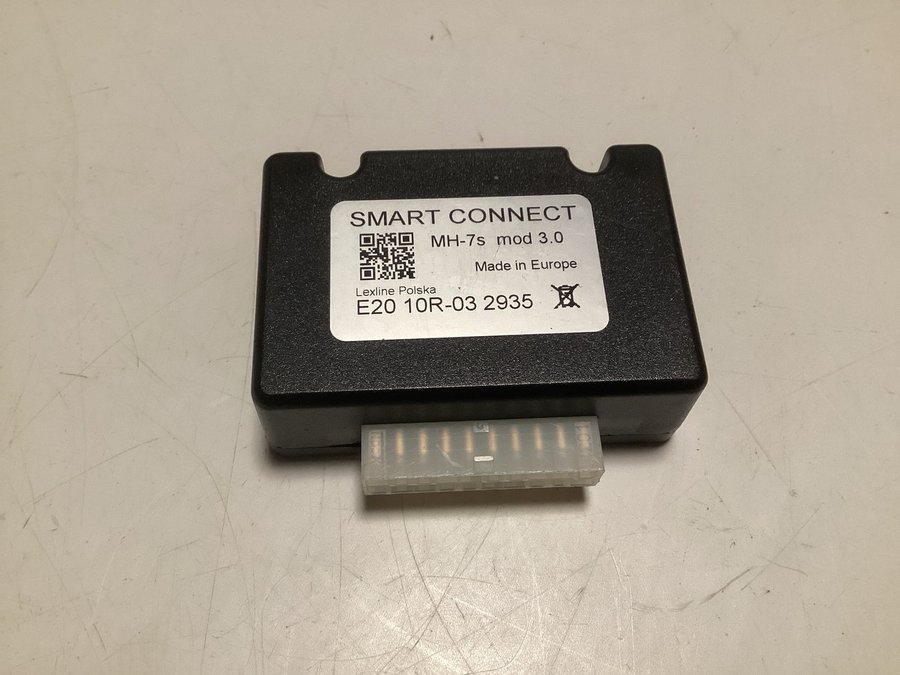 SMART CONNECT
MH-7s mod 3.0
Made in Europe
Lexline Polska
E20 10R-03 2935